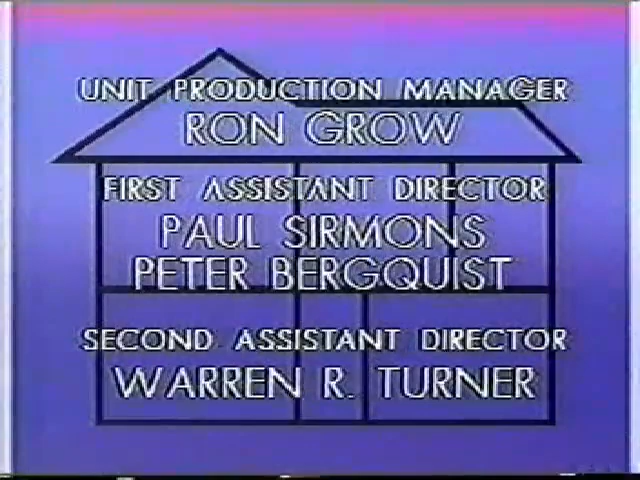 UNIT PRODUCTION MANAGER
RON GROW
FIRST ASSISTANT DIRECTOR
PAUL SIRMONS
PETER BERGQUIST
SECOND ASSISTANT DIRECTOR
WARREN R. TURNER